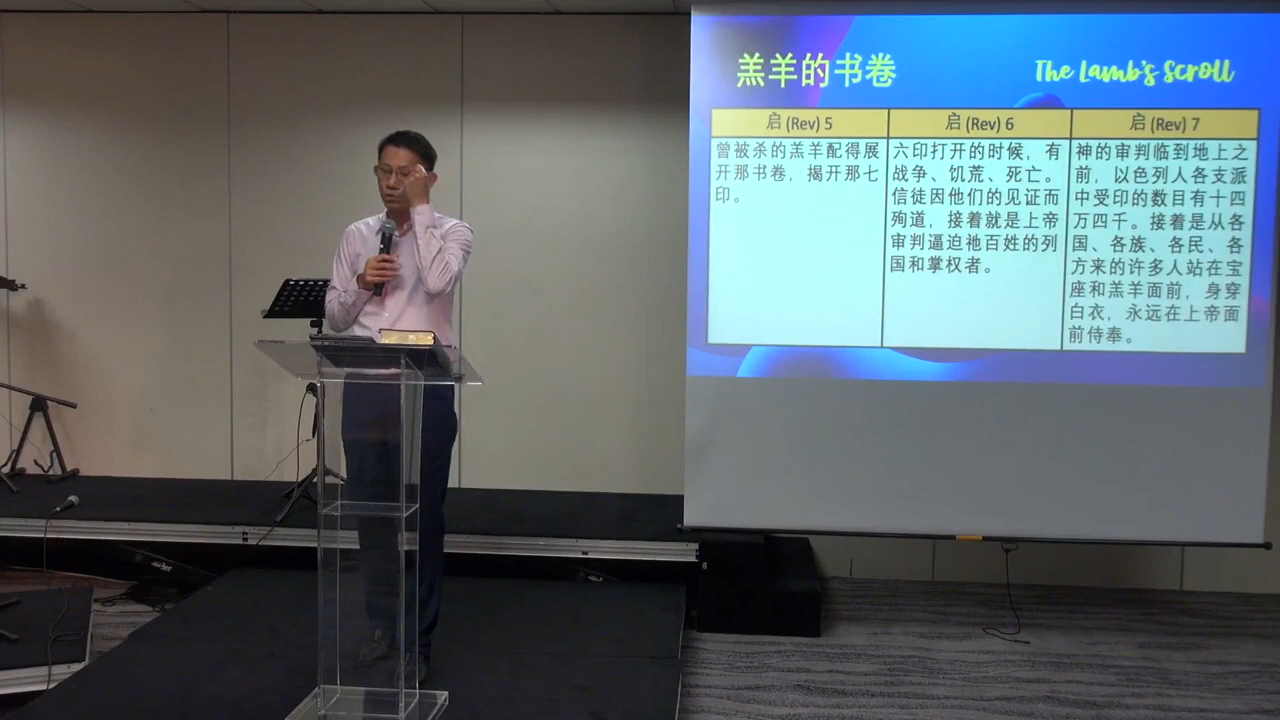 羔羊的书卷
The Lamb's Scroll
启 (Rev) 5
曾被杀的羔羊配得展
开那书卷，揭开那七
印。
启 (Rev) 6
六印打开的时候，有
战争、饥荒、死亡。
信徒因他们的见证而
殉道，接着就是上帝
审判逼迫祂百姓的列
国和掌权者。
启 (Rev) 7
神的审判临到地上之
前，以色列人各支派
中受印的数目有十四
万四千。接着是从各
国、各族、各民、各
方来的许多人站在宝
座和羔羊面前，身穿
白衣，永远在上帝面
前侍奉。